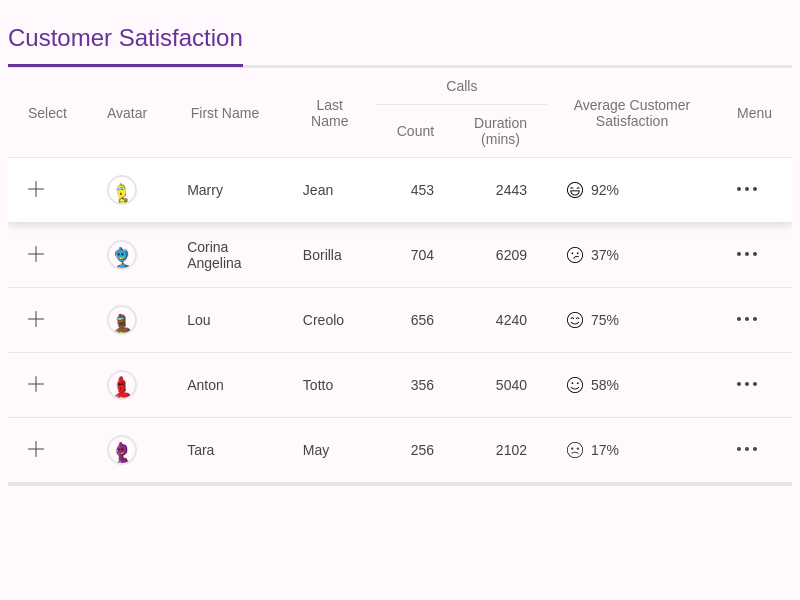 Customer Satisfaction
Calls
Select Avatar First Name Last Name Count Duration (mins) Average Customer Satisfaction Menu
Marry Jean 453 2443 92%
Corina Angelina Borilla 704 6209 37%
Lou Creolo 656 4240 75%
Anton Totto 356 5040 58%
Tara May 256 2102 17%